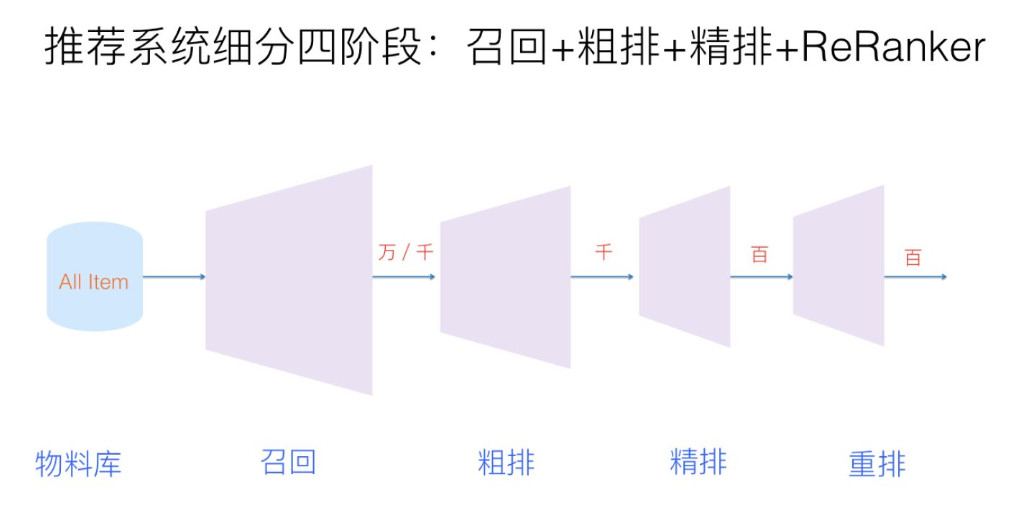 推荐系统细分四阶段：召回+粗排+精排+ReRanker
All Item
万 / 千
千
百
百
物料库
召回
粗排
精排
重排